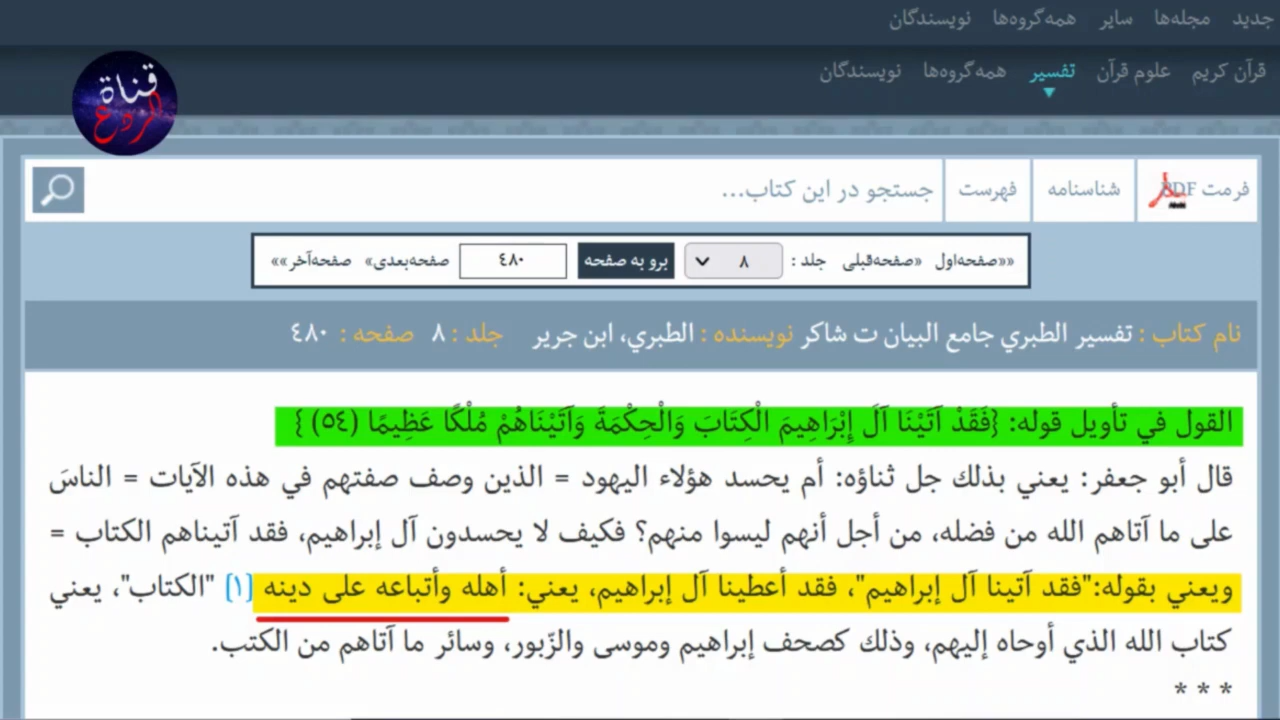 جدید مجله‌ها سایر همه‌گروه‌ها نویسندگان
قناة الردع
قرآن کریم علوم قرآن تفسیر همه‌گروه‌ها نویسندگان
فرمت PDF شناسنامه فهرست جستجو در این کتاب...
««صفحه‌اول «صفحه‌قبلی جلد : ٨ برو به صفحه ٤٨٠ صفحه‌بعدی» صفحه‌آخر»»
نام کتاب : تفسير الطبري جامع البيان ت شاكر نویسنده : الطبري، ابن جرير جلد : ٨ صفحه : ٤٨٠
القول في تأويل قوله: {فَقَدْ آتَيْنَا آلَ إِبْرَاهِيمَ الْكِتَابَ وَالْحِكْمَةَ وَآتَيْنَاهُمْ مُلْكًا عَظِيمًا (٥٤) }
قال أبو جعفر: يعني بذلك جل ثناؤه: أم يحسد هؤلاء اليهود = الذين وصف صفتهم في هذه الآيات = الناسَ
على ما آتاهم الله من فضله، من أجل أنهم ليسوا منهم؟ فكيف لا يحسدون آل إبراهيم، فقد آتيناهم الكتاب =
ويعني بقوله:"فقد آتينا آل إبراهيم"، فقد أعطينا آل إبراهيم، يعني: أهله وأتباعه على دينه [١] "الكتاب"، يعني
كتاب الله الذي أوحاه إليهم، وذلك كصحف إبراهيم وموسى والزّبور، وسائر ما آتاهم من الكتب.
* * *